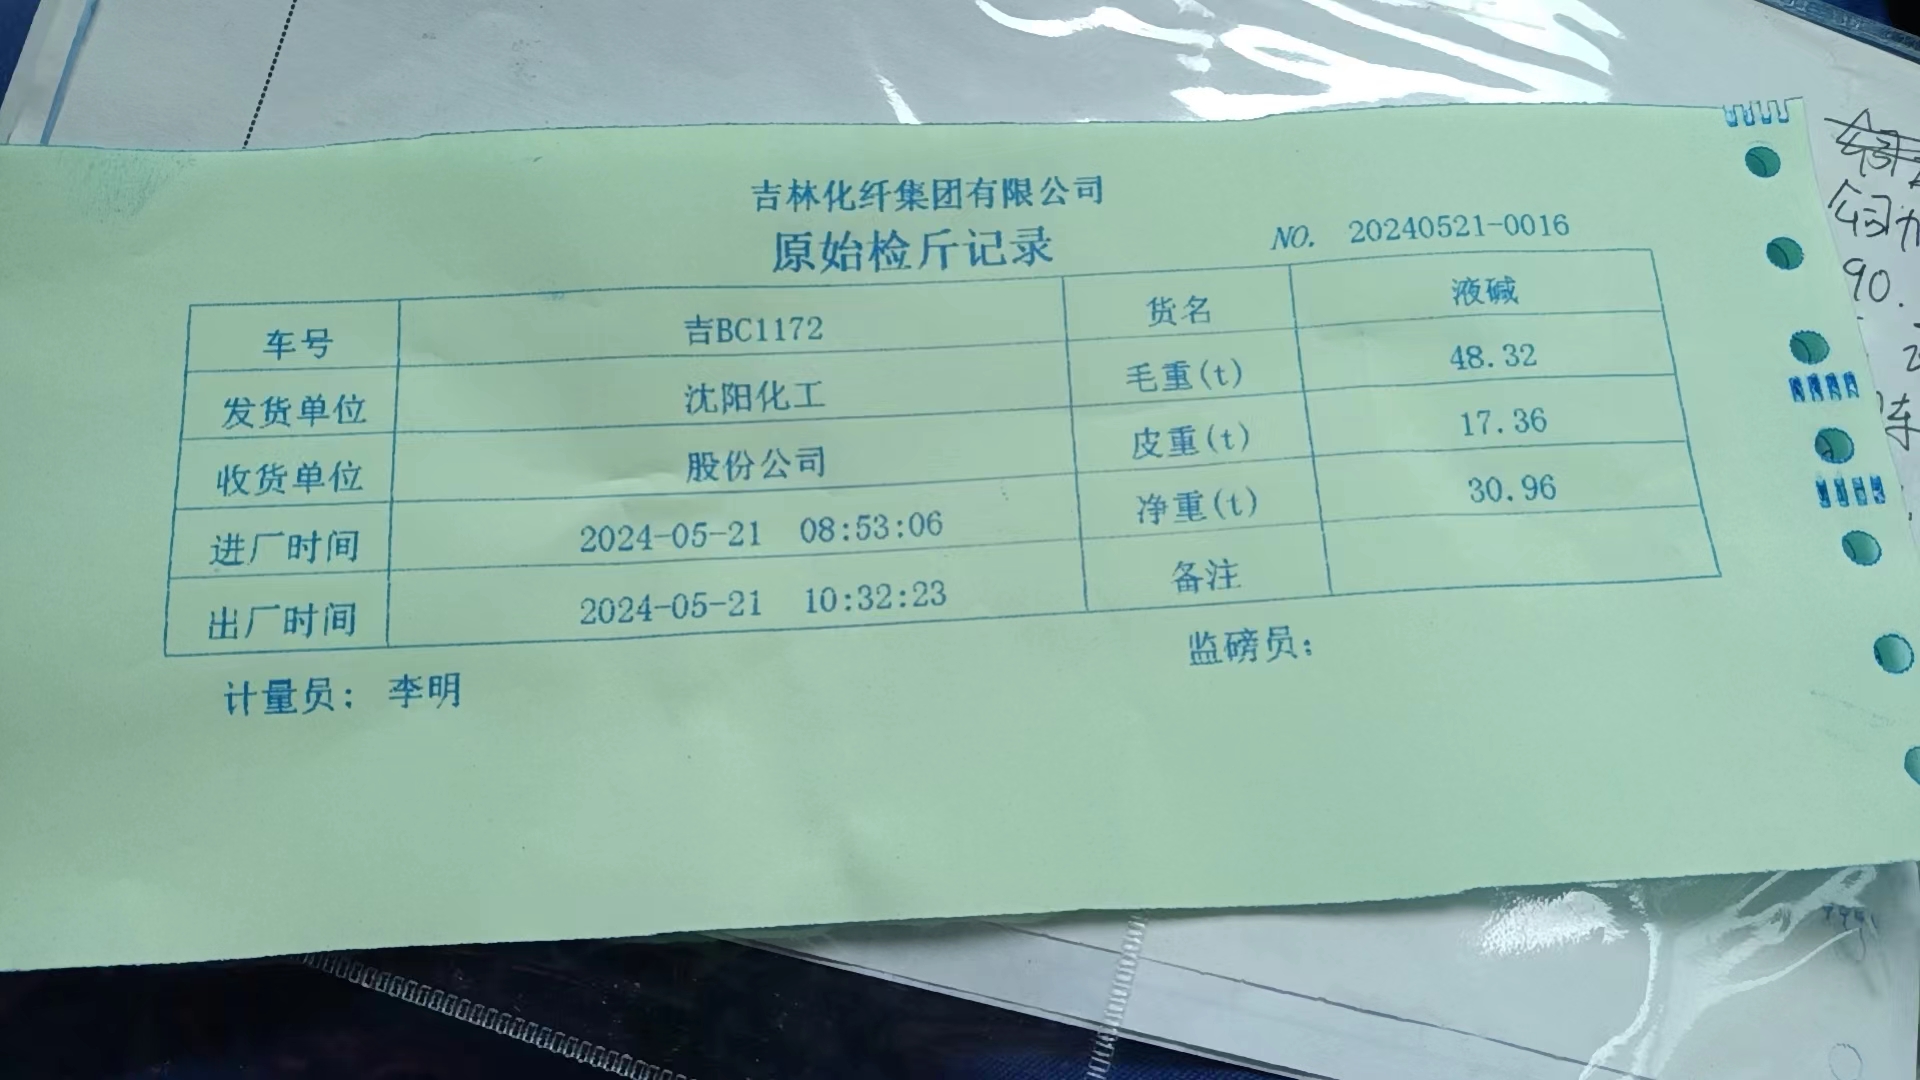 吉林化纤集团有限公司
原始检斤记录
NO. 20240521-0016
车号 吉BC1172 货名 液碱
发货单位 沈阳化工 毛重(t) 48.32
收货单位 股份公司 皮重(t) 17.36
进厂时间 2024-05-21 08:53:06 净重(t) 30.96
出厂时间 2024-05-21 10:32:23 备注
计量员: 李明 监磅员:
90.